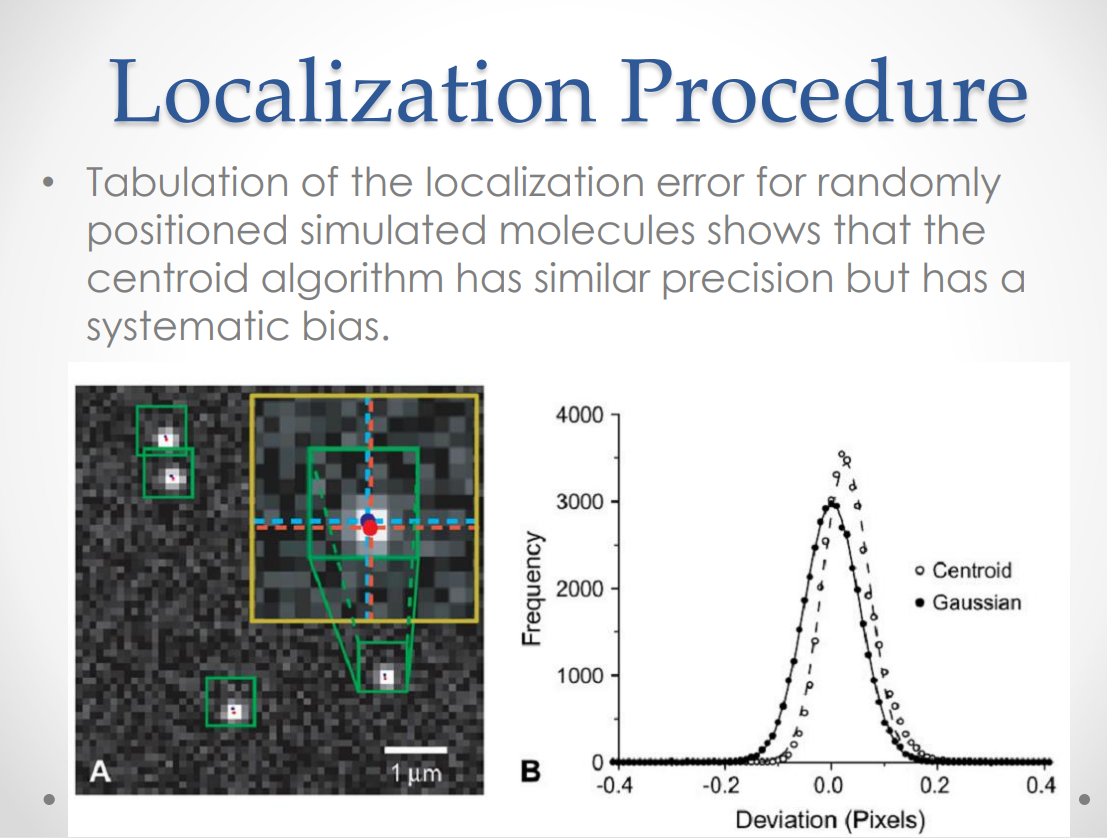 Localization Procedure
• Tabulation of the localization error for randomly
positioned simulated molecules shows that the
centroid algorithm has similar precision but has a
systematic bias.
A
1 μm
B
Frequency
4000
3000
2000
1000
0
-0.4 -0.2 0.0 0.2 0.4
Deviation (Pixels)
Centroid
Gaussian